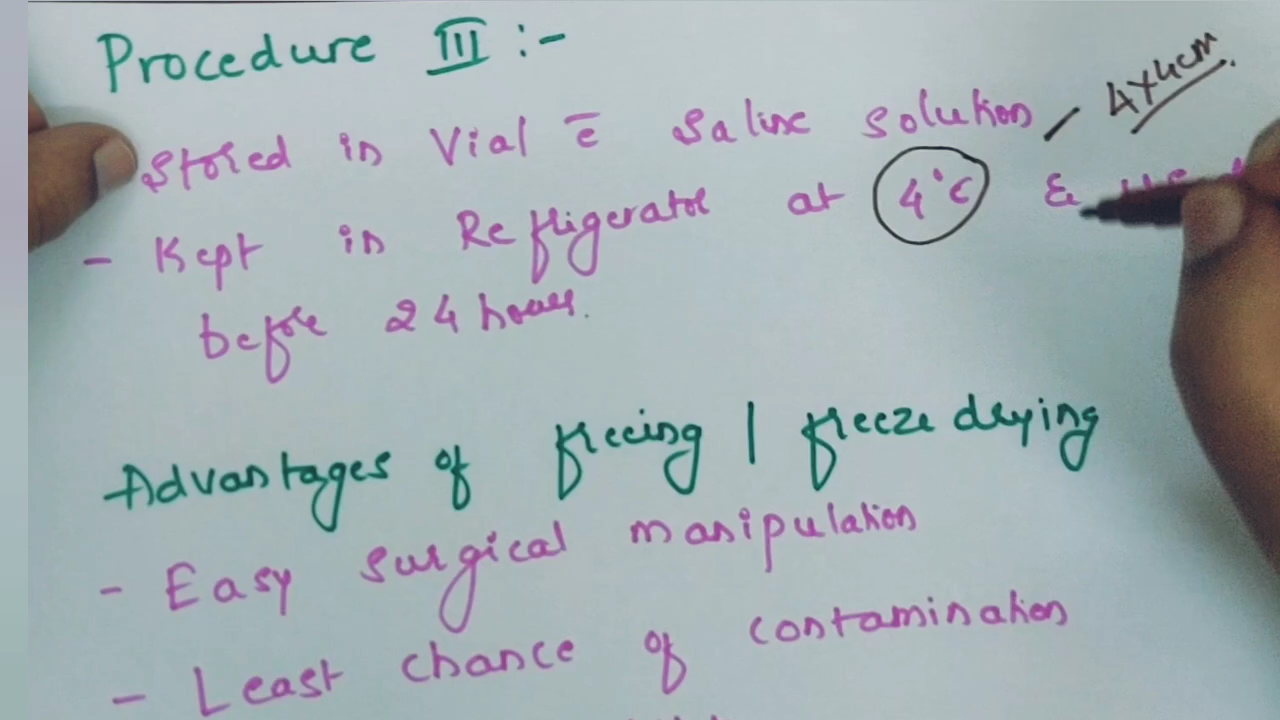 Procedure III :-
Stored in Vial c̄ Saline solution / 4x4cm.
- Kept in Refrigerator at 4°c &
before 24 hours.
Advantages of freeing | freeze drying
- Easy surgical manipulation
- Least chance of contamination